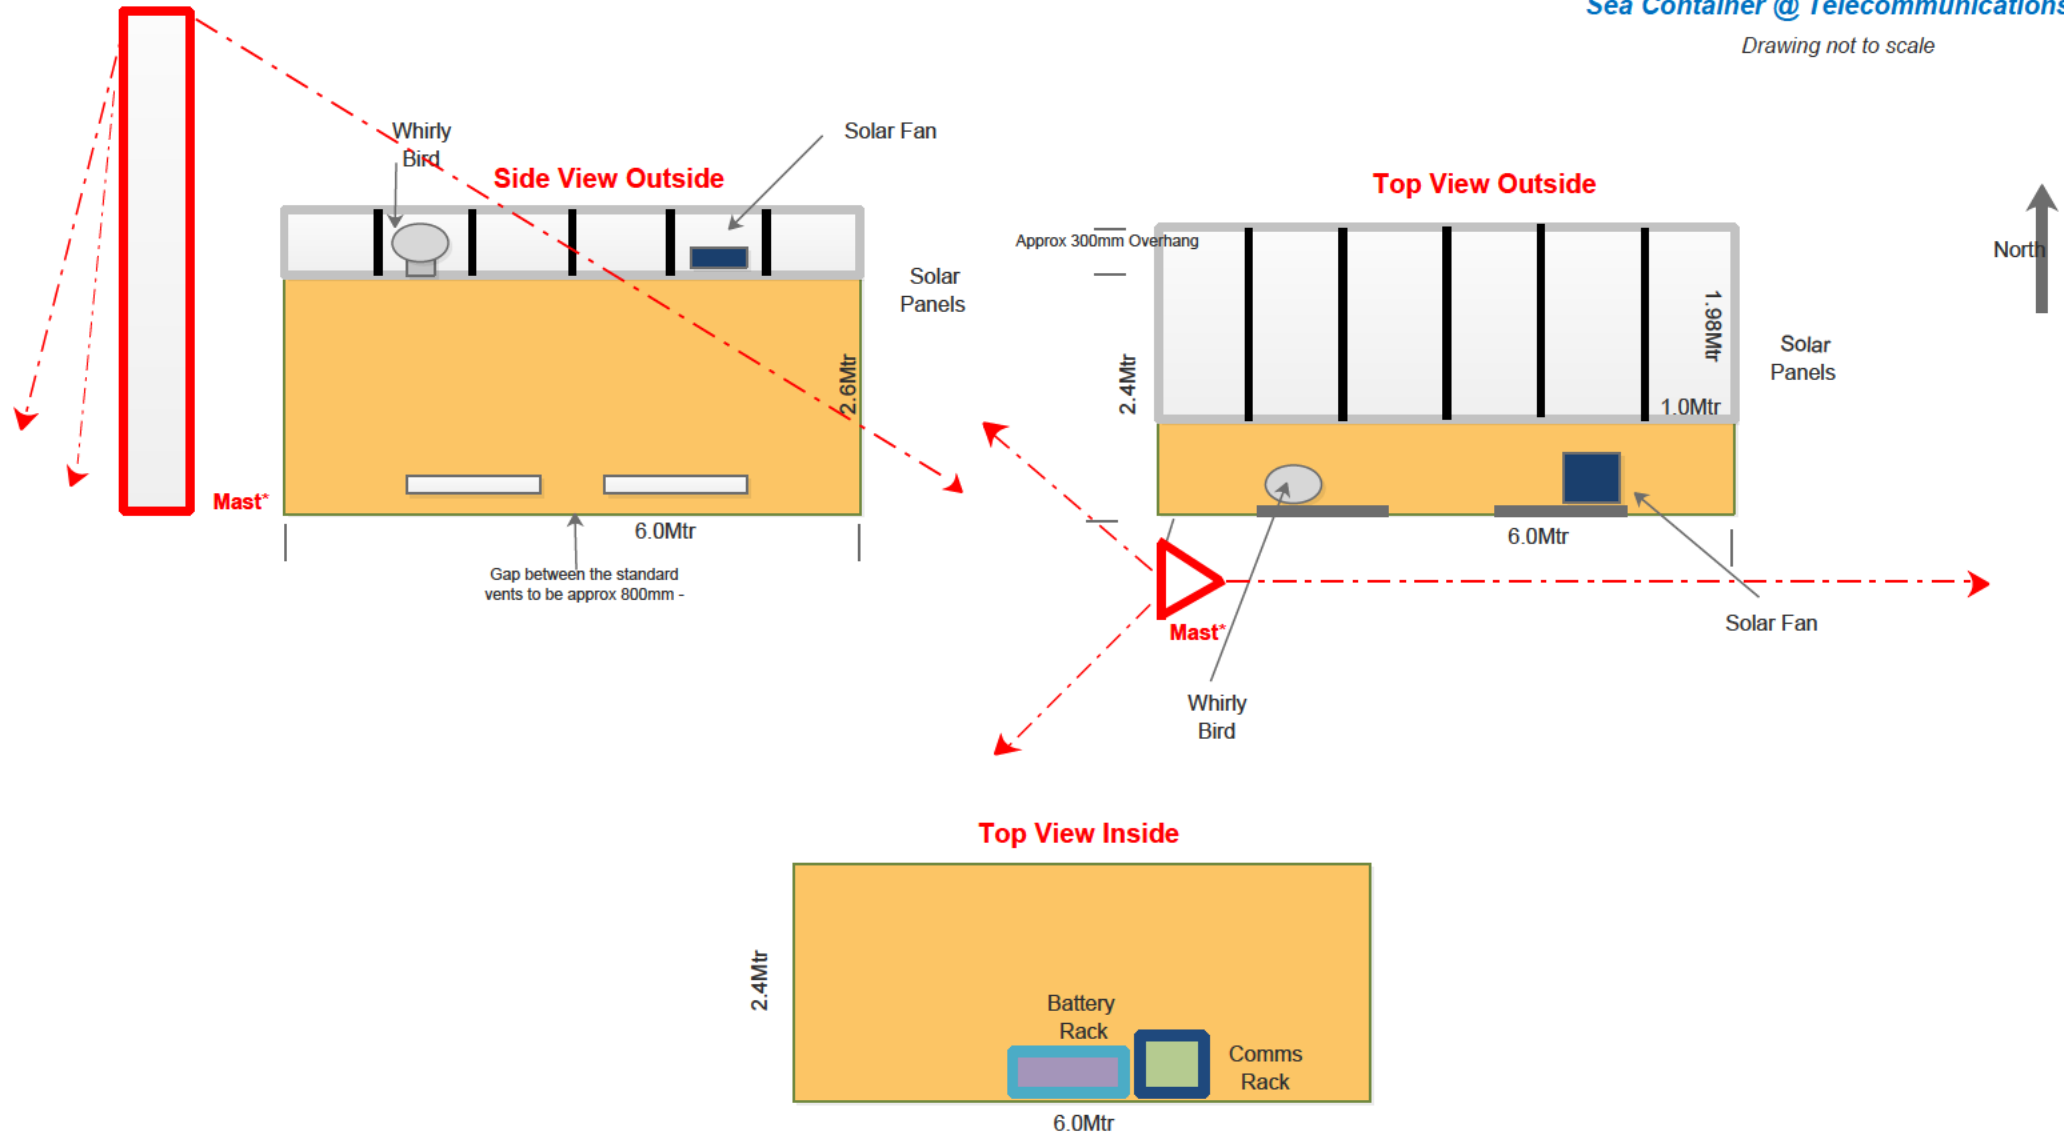 Sea Container @ Telecommunications
Drawing not to scale
Whirly
Bird
Solar Fan
Side View Outside
Solar
Panels
2.6Mtr
Mast*
6.0Mtr
Gap between the standard
vents to be approx 800mm -
Top View Outside
North
Approx 300mm Overhang
1.98Mtr
2.4Mtr
Solar
Panels
1.0Mtr
6.0Mtr
Mast*
Solar Fan
Whirly
Bird
Top View Inside
2.4Mtr
Battery
Rack
Comms
Rack
6.0Mtr